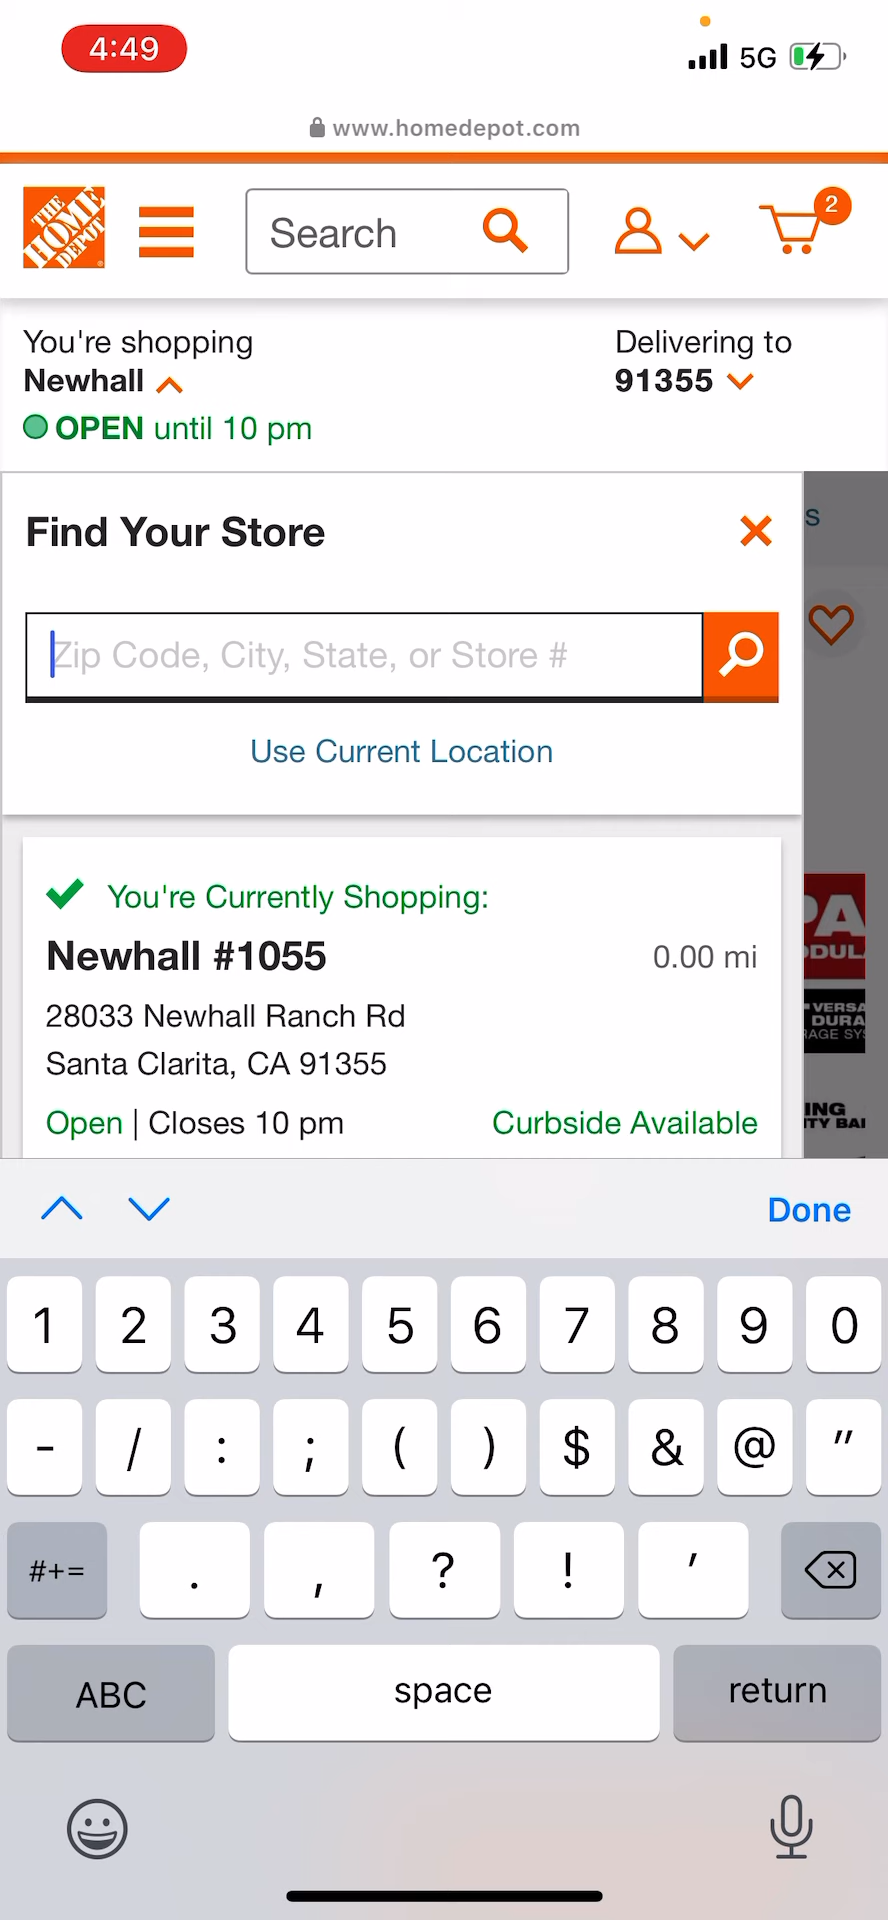 4:49
5G
www.homedepot.com
THE HOME DEPOT
Search
2
You're shopping
Delivering to
Newhall
91355
OPEN until 10 pm
s
Find Your Store
Zip Code, City, State, or Store #
Use Current Location
You're Currently Shopping:
Newhall #1055
0.00 mi
28033 Newhall Ranch Rd
Santa Clarita, CA 91355
Open | Closes 10 pm
Curbside Available
Done
1 2 3 4 5 6 7 8 9 0
- / : ; ( ) $ & @ "
#+= . , ? ! '
ABC space return